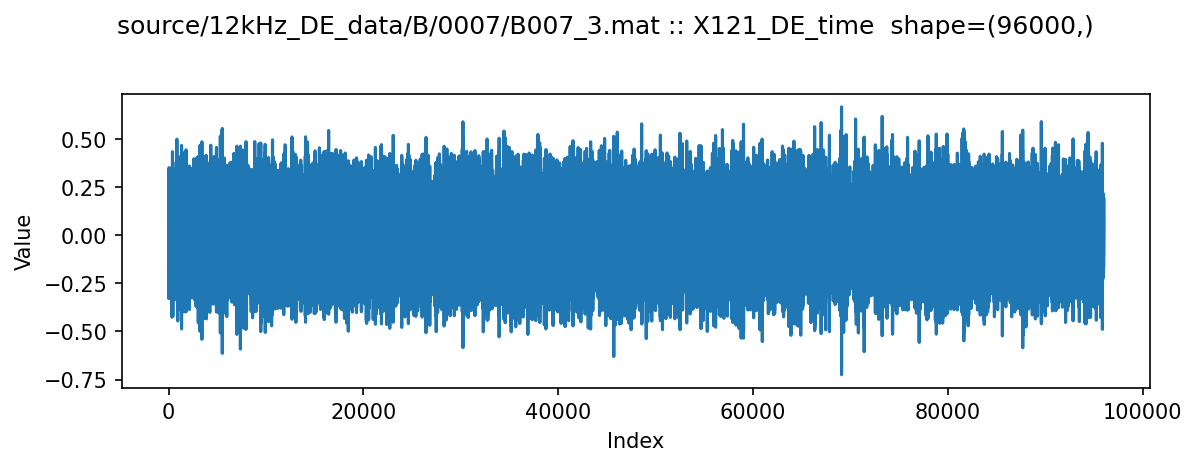 source/12kHz_DE_data/B/0007/B007_3.mat :: X121_DE_time  shape=(96000,)
0.50
0.25
0.00
−0.25
−0.50
−0.75
Value
0 20000 40000 60000 80000 100000
Index